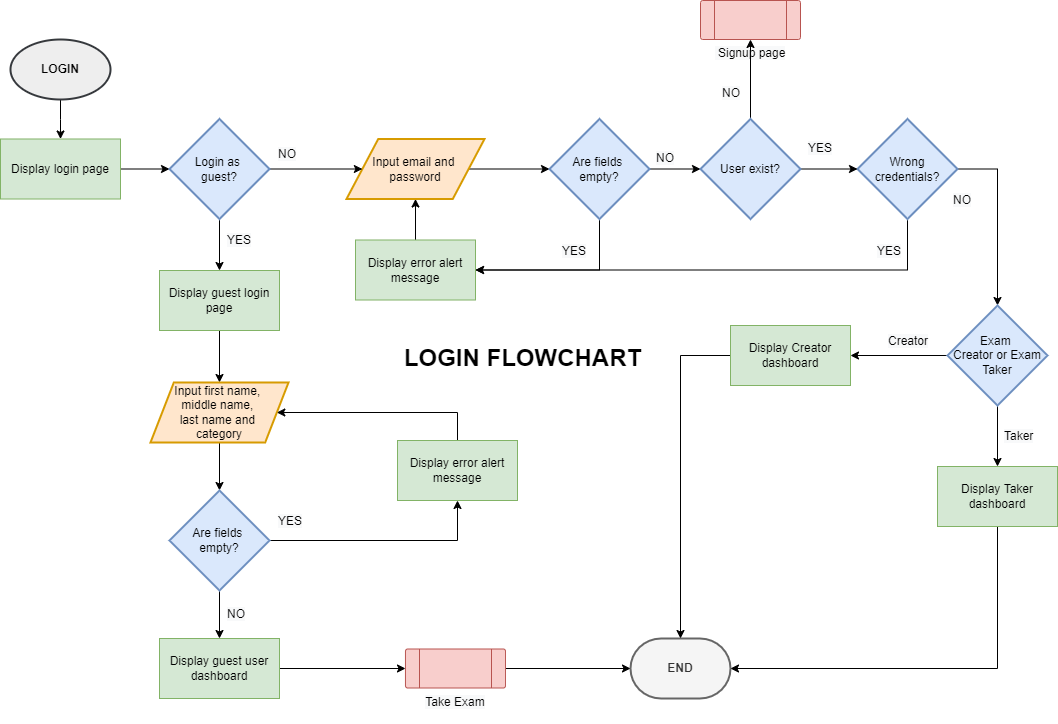 Signup page
LOGIN
NO
Display login page
Login as
guest?
NO
Input email and
password
Are fields
empty?
NO
User exist?
YES
Wrong
credentials?
NO
YES
Display guest login
page
Display error alert
message
YES
YES
LOGIN FLOWCHART
Display Creator
dashboard
Creator
Exam
Creator or Exam
Taker
Input first name,
middle name,
last name and
category
Taker
Display error alert
message
Display Taker
dashboard
Are fields
empty?
YES
NO
Display guest user
dashboard
Take Exam
END